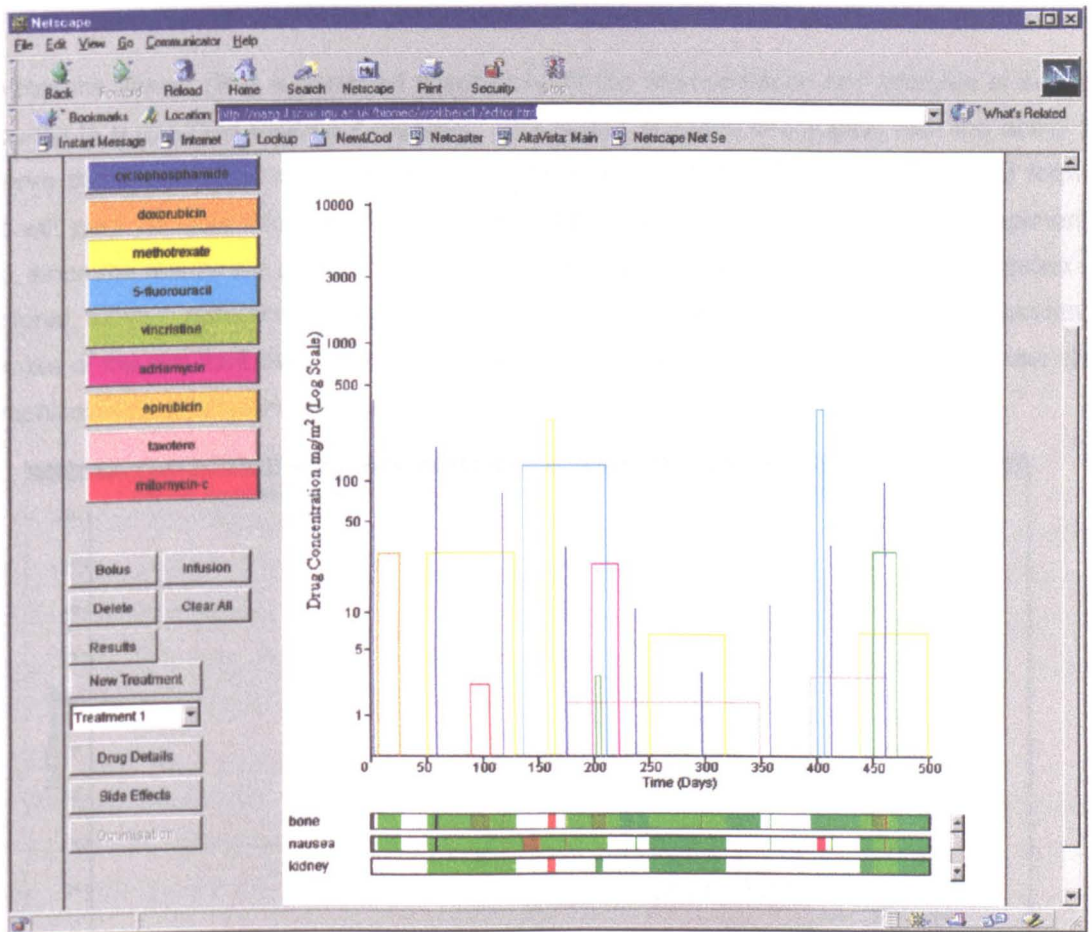 Netscape
File Edit View Go Communicator Help
Back Forward Reload Home Search Netscape Print Security Stop
Bookmarks Location What's Related
Instant Message Internet Lookup New&Cool Netcaster AltaVista: Main Netscape Net Se
cyclophosphamide
doxorubicin
methotrexate
5-fluorouracil
vincristine
adriamycin
epirubicin
taxotere
mitomycin-c
Bolus Infusion
Delete Clear All
Results
New Treatment
Treatment 1
Drug Details
Side Effects
Optimisation
Drug Concentration mg/m² (Log Scale)
10000
3000
1000
500
100
50
10
5
1
0 50 100 150 200 250 300 350 400 450 500
Time (Days)
bone
nausea
kidney